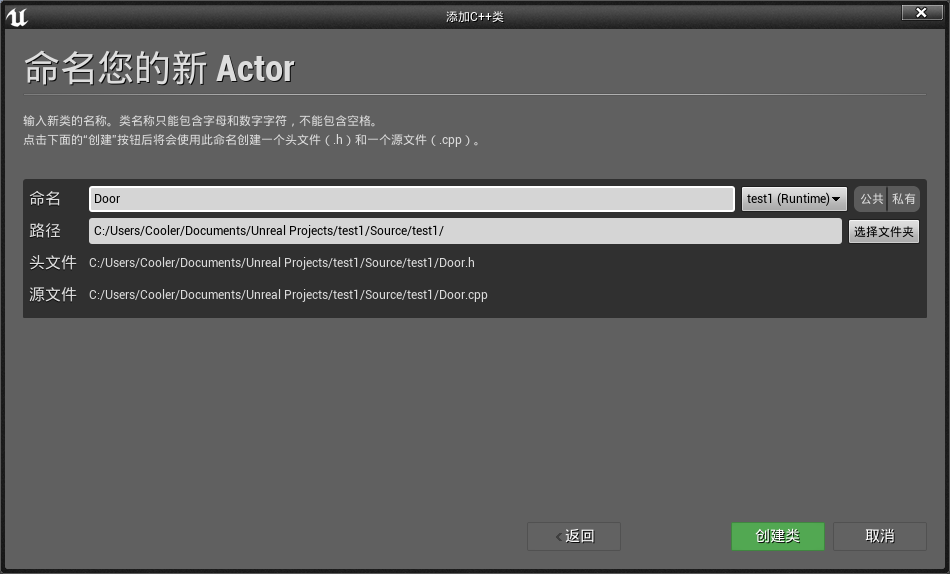 添加C++类
命名您的新 Actor
输入新类的名称。类名称只能包含字母和数字字符，不能包含空格。
点击下面的“创建”按钮后将会使用此命名创建一个头文件（.h）和一个源文件（.cpp）。
命名 Door test1 (Runtime) 公共 私有
路径 C:/Users/Cooler/Documents/Unreal Projects/test1/Source/test1/ 选择文件夹
头文件 C:/Users/Cooler/Documents/Unreal Projects/test1/Source/test1/Door.h
源文件 C:/Users/Cooler/Documents/Unreal Projects/test1/Source/test1/Door.cpp
返回 创建类 取消